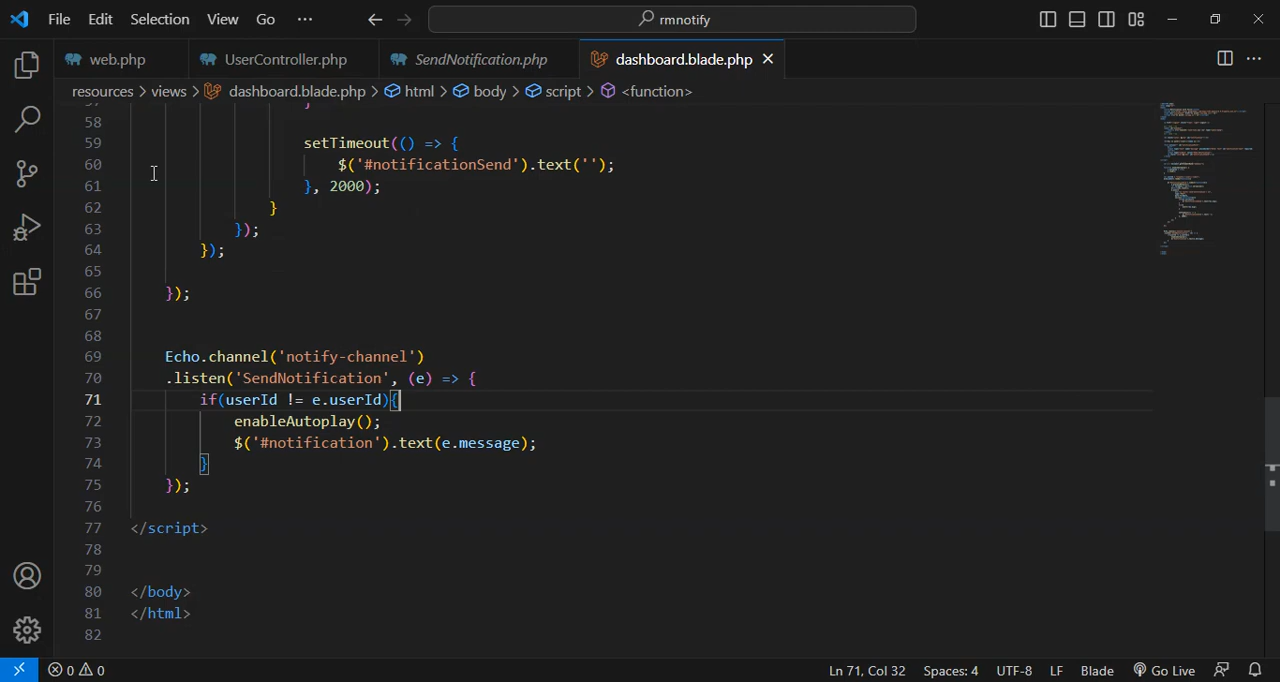 File Edit Selection View Go ··· rmnotify
web.php UserController.php SendNotification.php dashboard.blade.php
resources > views > dashboard.blade.php > html > body > script > <function>
57 }
58
59 setTimeout(() => {
60 $('#notificationSend').text('');
61 }, 2000);
62 }
63 });
64 });
65
66 });
67
68
69 Echo.channel('notify-channel')
70 .listen('SendNotification', (e) => {
71 if(userId != e.userId){
72 enableAutoplay();
73 $('#notification').text(e.message);
74 }
75 });
76
77 </script>
78
79
80 </body>
81 </html>
82
0 0 Ln 71, Col 32 Spaces: 4 UTF-8 LF Blade Go Live